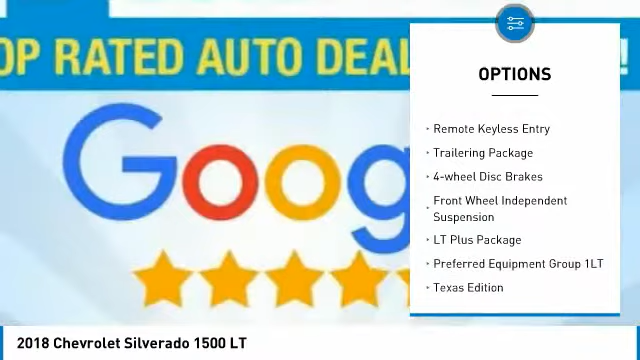 OP RATED AUTO DEAL
!
Goog
OPTIONS
Remote Keyless Entry
Trailering Package
4-wheel Disc Brakes
Front Wheel Independent
Suspension
LT Plus Package
Preferred Equipment Group 1LT
Texas Edition
2018 Chevrolet Silverado 1500 LT